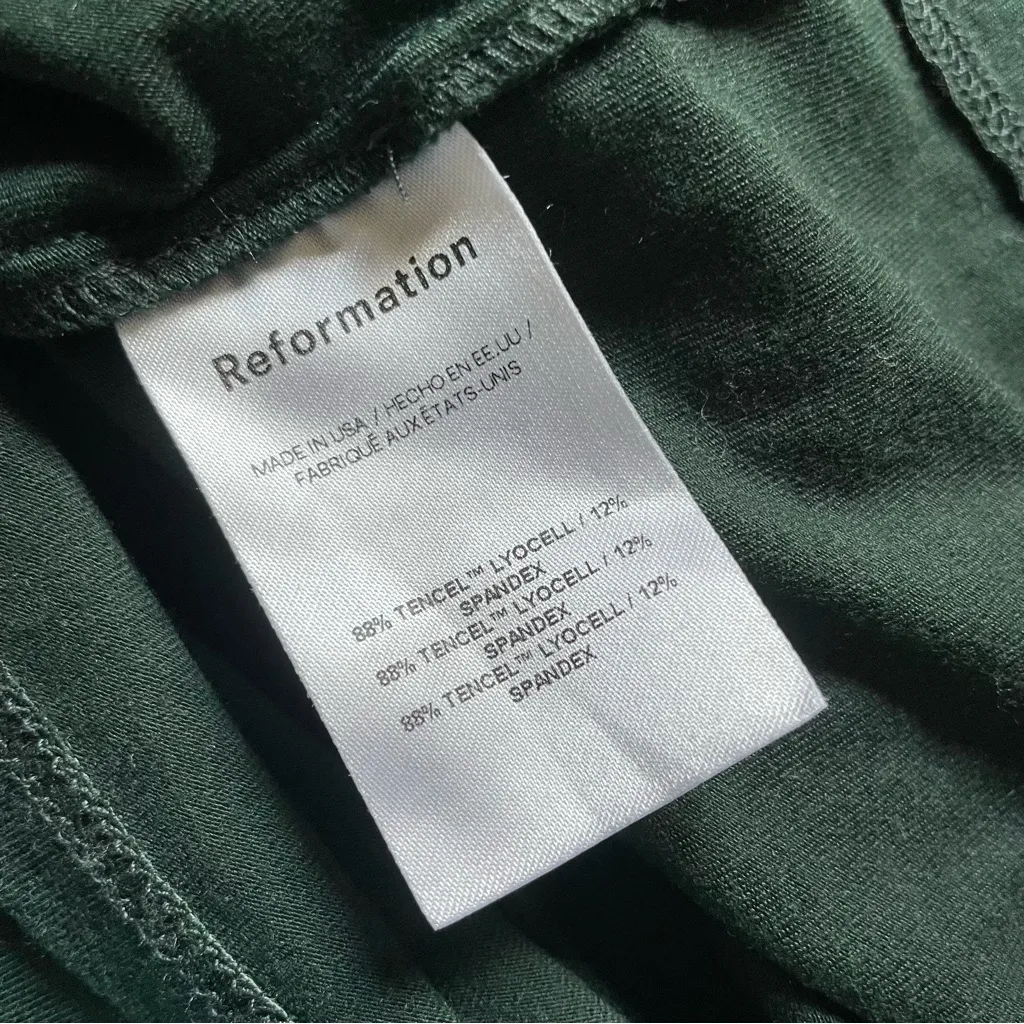 Reformation
MADE IN USA / HECHO EN EE.UU /
FABRIQUÉ AUX ÉTATS-UNIS
88% TENCEL™ LYOCELL / 12%
SPANDEX
88% TENCEL™ LYOCELL / 12%
SPANDEX
88% TENCEL™ LYOCELL / 12%
SPANDEX